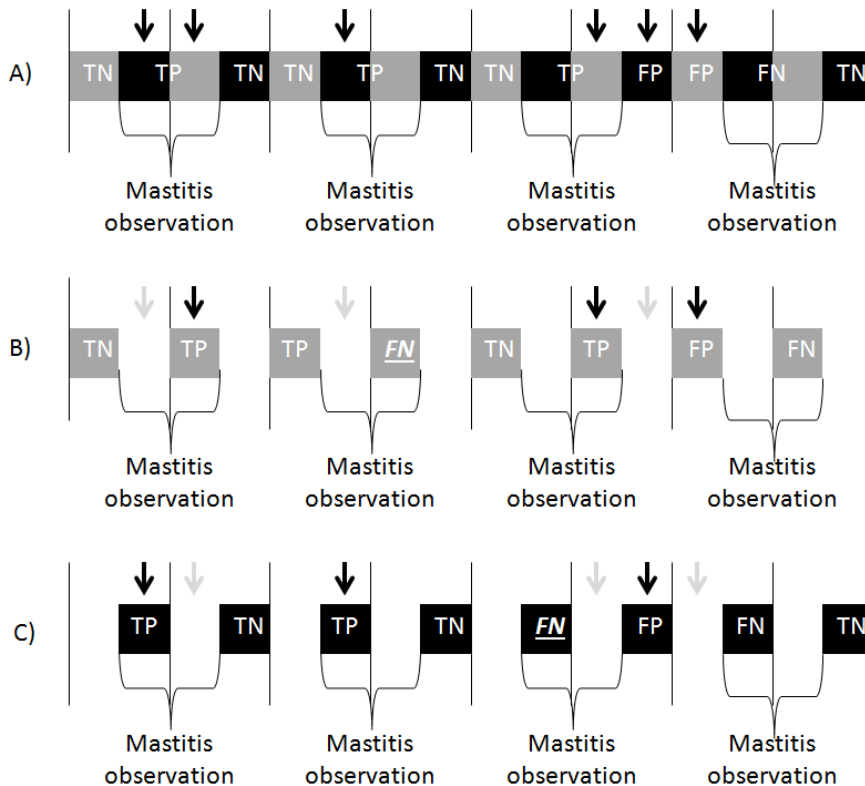 A) TN TP TN TN TP TN TN TP FP FP FN TN
Mastitis observation Mastitis observation Mastitis observation Mastitis observation
B) TN TP TP FN TN TP FP FN
Mastitis observation Mastitis observation Mastitis observation Mastitis observation
C) TP TN TP TN FN FP FN TN
Mastitis observation Mastitis observation Mastitis observation Mastitis observation